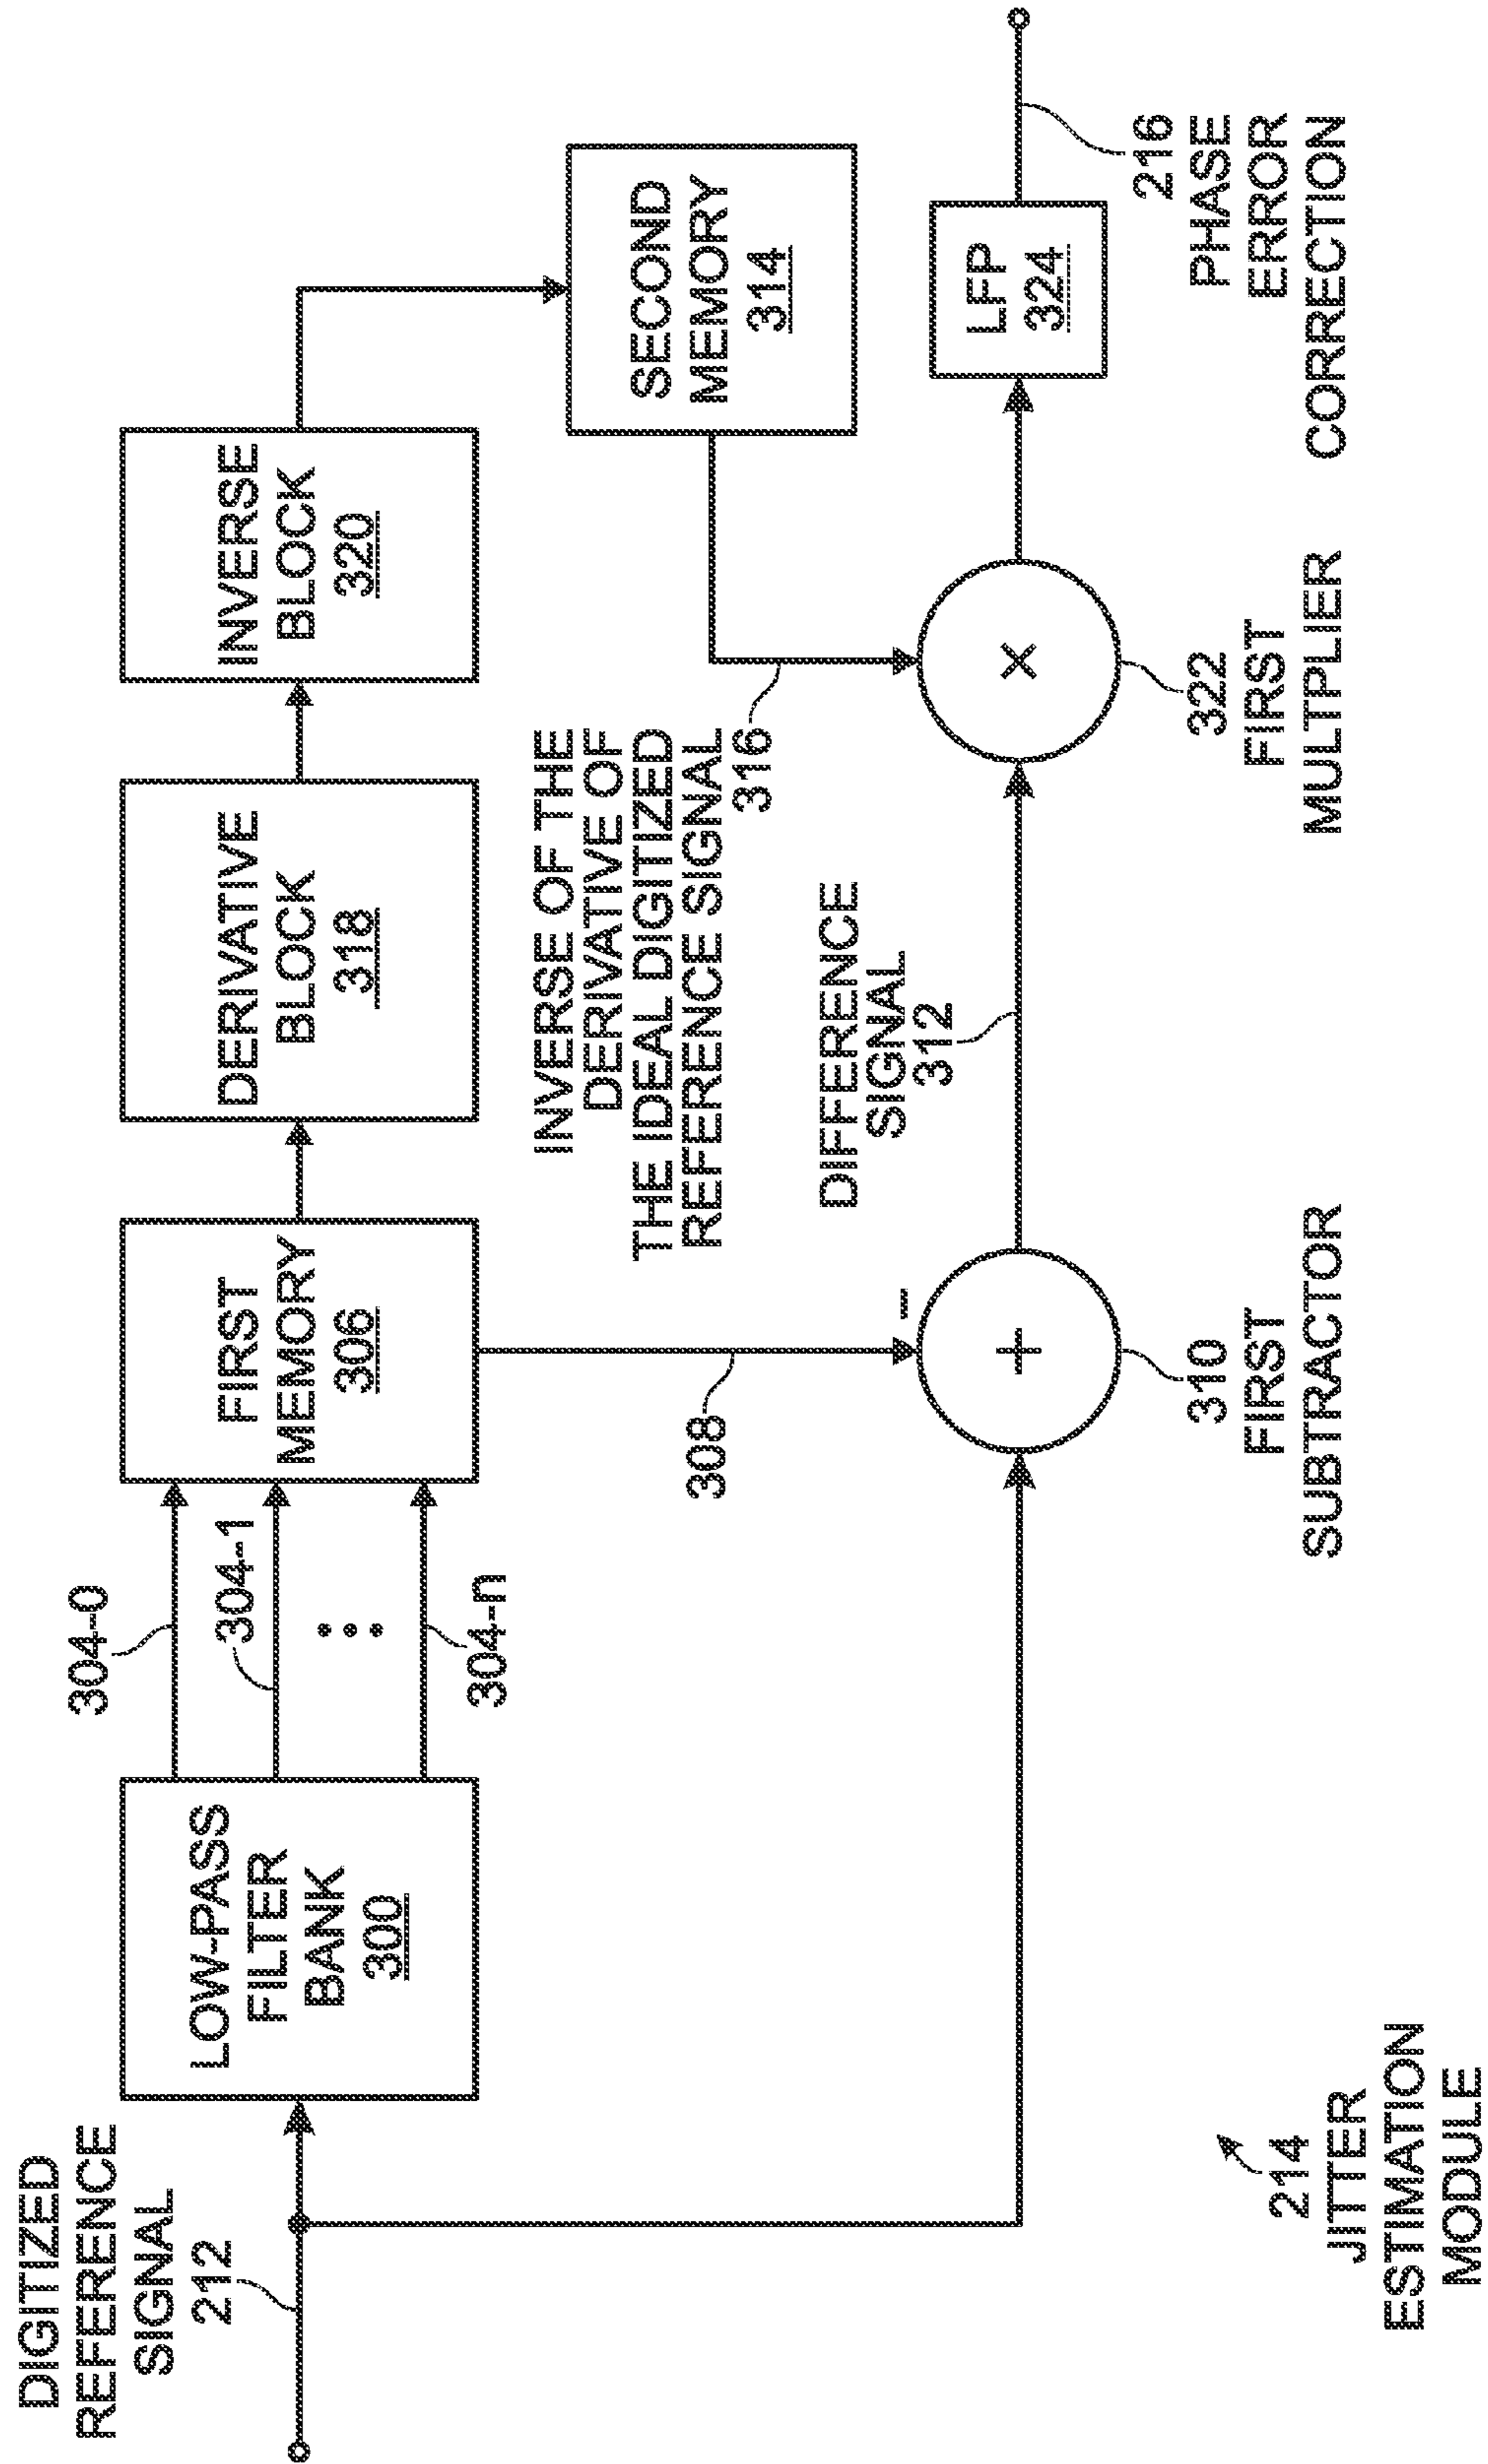 DIGITIZED
REFERENCE
SIGNAL
212
LOW-PASS
FILTER
BANK
300
304-0
304-1
304-n
FIRST
MEMORY
306
DERIVATIVE
BLOCK
318
INVERSE
BLOCK
320
SECOND
MEMORY
314
INVERSE OF THE
DERIVATIVE OF
THE IDEAL DIGITIZED
REFERENCE SIGNAL
316
308
DIFFERENCE
SIGNAL
312
−
+
×
LFP
324
310
FIRST
SUBTRACTOR
322
FIRST
MULTPLIER
216
PHASE
ERROR
CORRECTION
214
JITTER
ESTIMATION
MODULE